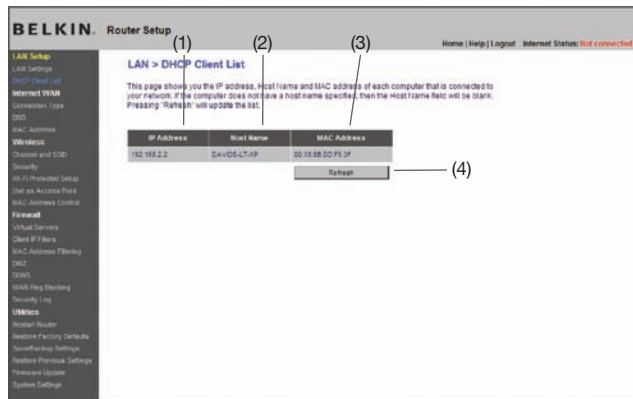 BELKIN. Router Setup
Home | Help | Logout Internet Status: Not connected
LAN Setup
LAN Settings
DHCP Client List
Internet WAN
Connection Type
DNS
MAC Address
Wireless
Channel and SSID
Security
Wi-Fi Protected Setup
Use as Access Point
MAC Address Control
Firewall
Virtual Servers
Client IP Filters
MAC Address Filtering
DMZ
DDNS
WAN Ping Blocking
Security Log
Utilities
Restart Router
Restore Factory Defaults
Save/Backup Settings
Restore Previous Settings
Firmware Update
System Settings
(1) (2) (3)
LAN > DHCP Client List
This page shows you the IP address, Host Name and MAC address of each computer that is connected to
your network. If the computer does not have a host name specified, then the Host Name field will be blank.
Pressing "Refresh" will update the list.
IP Address Host Name MAC Address
192.168.2.2 DAVIDS-LT-XP
Refresh (4)